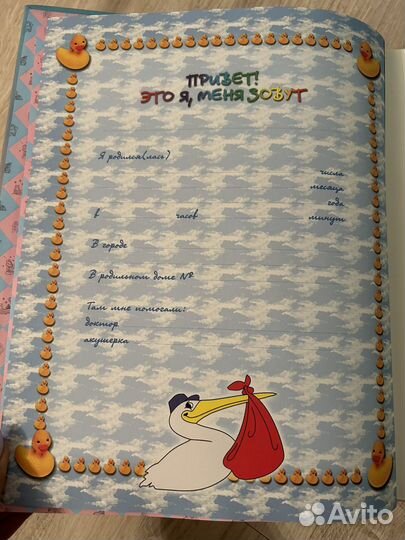 ПРИВЕТ!
ЭТО Я, МЕНЯ ЗОВУТ
Я родился(лась)
числа
месяца
года
в часов минут
В городе
В родильном доме №
Там мне помогали:
доктор
акушерка
Avito